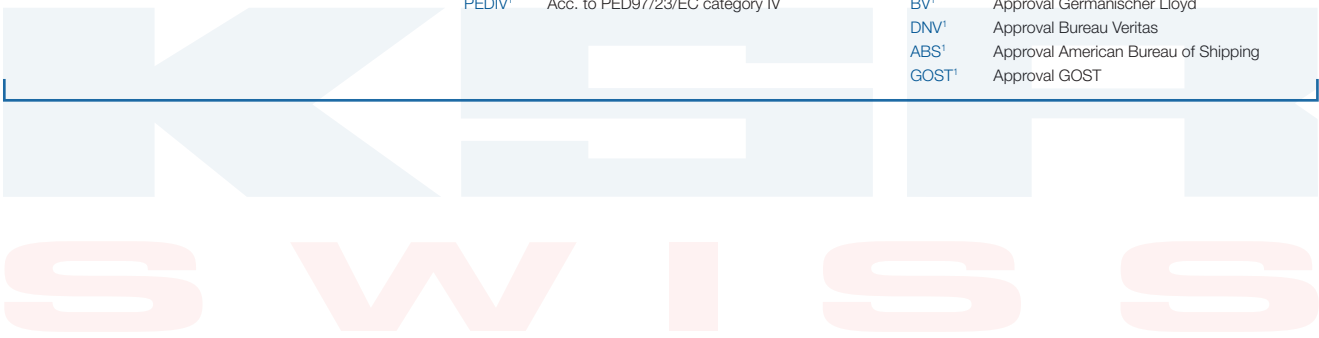 PEDIV¹ Acc. to PED97/23/EC category IV
BV¹ Approval Germanischer Lloyd
DNV¹ Approval Bureau Veritas
ABS¹ Approval American Bureau of Shipping
GOST¹ Approval GOST
KSR
SWISS